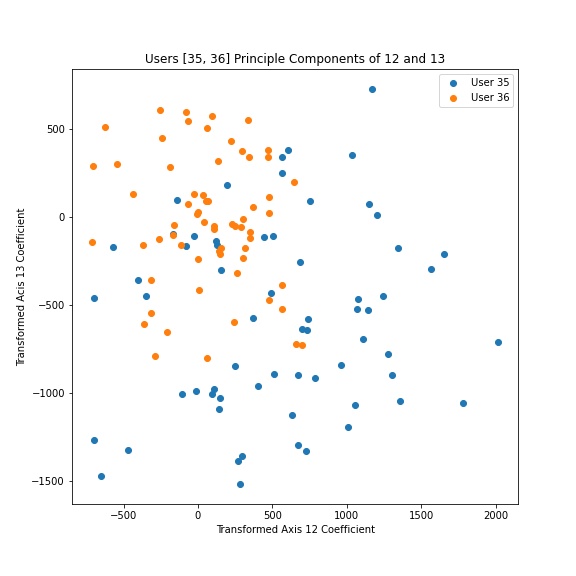 Users [35, 36] Principle Components of 12 and 13
User 35
User 36
500
0
−500
−1000
−1500
Transformed Acis 13 Coefficient
−500 0 500 1000 1500 2000
Transformed Axis 12 Coefficient